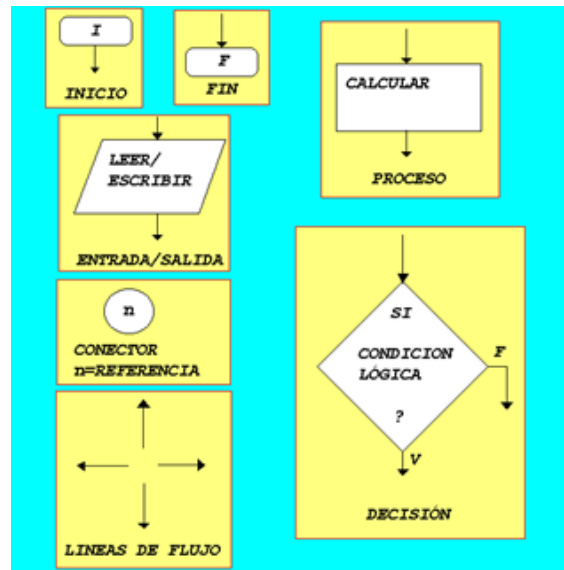 I
INICIO
F
FIN
CALCULAR
PROCESO
LEER/
ESCRIBIR
ENTRADA/SALIDA
n
CONECTOR
n=REFERENCIA
LINEAS DE FLUJO
SI
CONDICION
LÓGICA
?
F
V
DECISIÓN